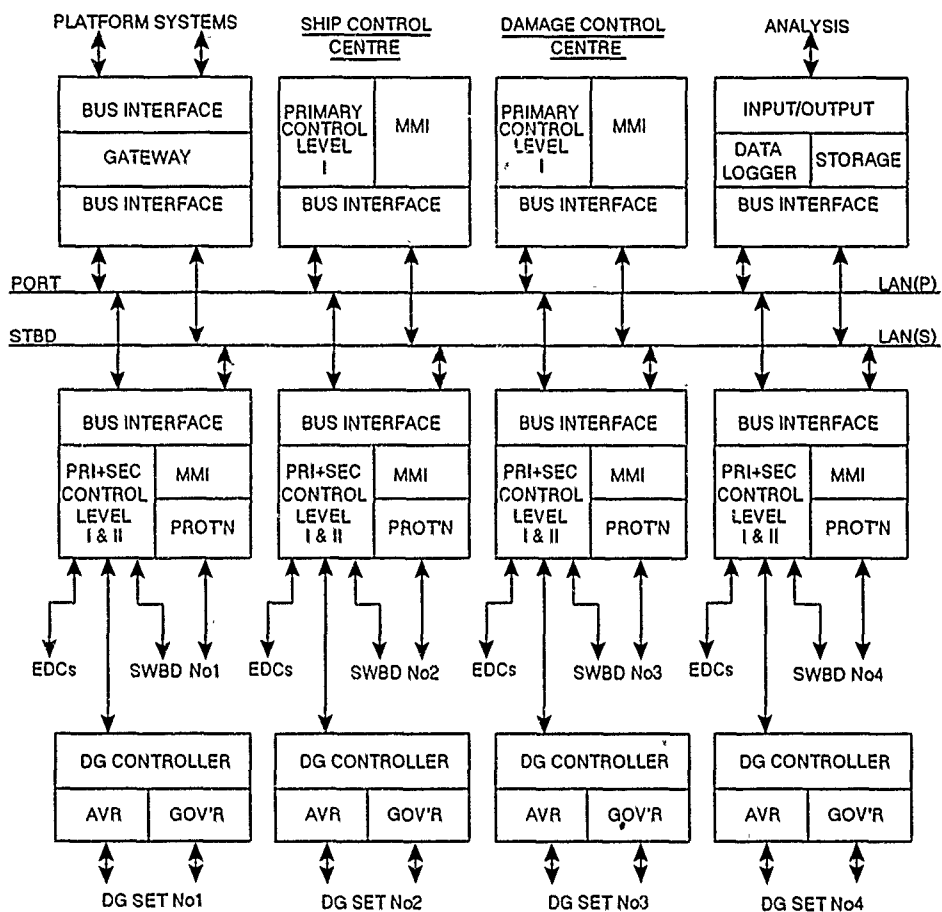 PLATFORM SYSTEMS
SHIP CONTROL
CENTRE
DAMAGE CONTROL
CENTRE
ANALYSIS
BUS INTERFACE
GATEWAY
BUS INTERFACE
PRIMARY
CONTROL
LEVEL
I
MMI
BUS INTERFACE
PRIMARY
CONTROL
LEVEL
I
MMI
BUS INTERFACE
INPUT/OUTPUT
DATA
LOGGER
STORAGE
BUS INTERFACE
PORT
LAN(P)
STBD
LAN(S)
BUS INTERFACE
PRI+SEC
CONTROL
LEVEL
I & II
MMI
PROT'N
BUS INTERFACE
PRI+SEC
CONTROL
LEVEL
I & II
MMI
PROT'N
BUS INTERFACE
PRI+SEC
CONTROL
LEVEL
I & II
MMI
PROT'N
BUS INTERFACE
PRI+SEC
CONTROL
LEVEL
I & II
MMI
PROT'N
EDCs
SWBD No1
EDCs
SWBD No2
EDCs
SWBD No3
EDCs
SWBD No4
DG CONTROLLER
AVR
GOV'R
DG CONTROLLER
AVR
GOV'R
DG CONTROLLER
AVR
GOV'R
DG CONTROLLER
AVR
GOV'R
DG SET No1
DG SET No2
DG SET No3
DG SET No4